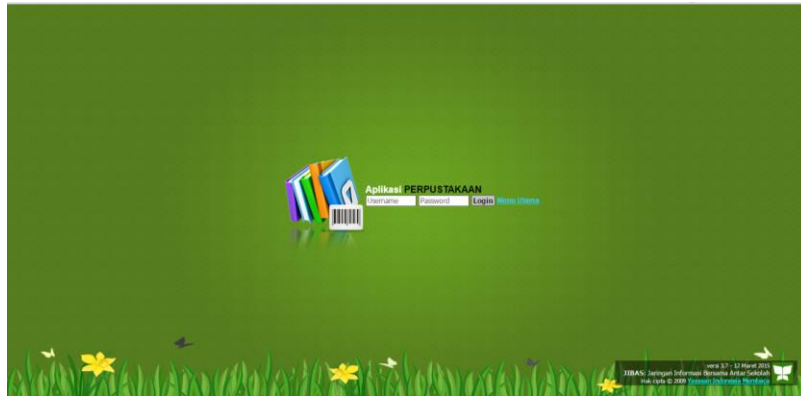 Aplikasi PERPUSTAKAAN
Username Password Login Menu Utama
versi 3.7 - 12 Maret 2015
JIBAS: Jaringan Informasi Bersama Antar Sekolah
Hak cipta © 2009 Yayasan Indonesia Membaca